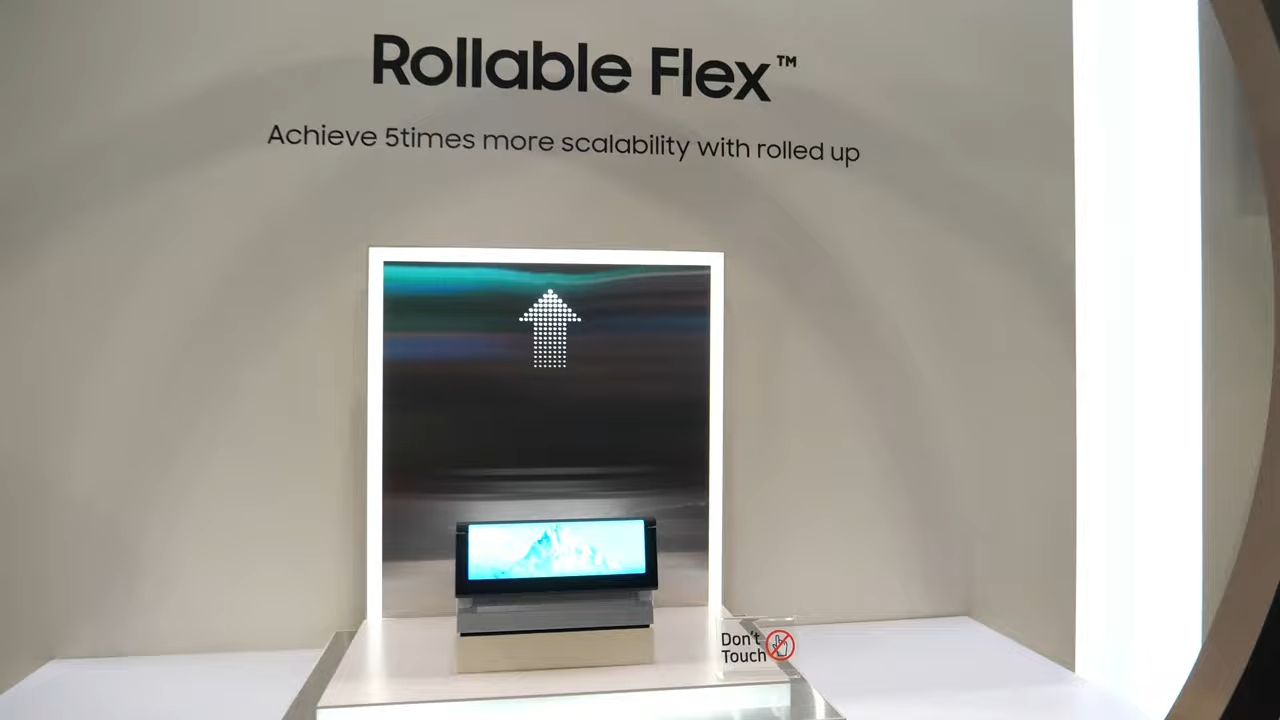 Rollable Flex™
Achieve 5times more scalability with rolled up
Don't
Touch